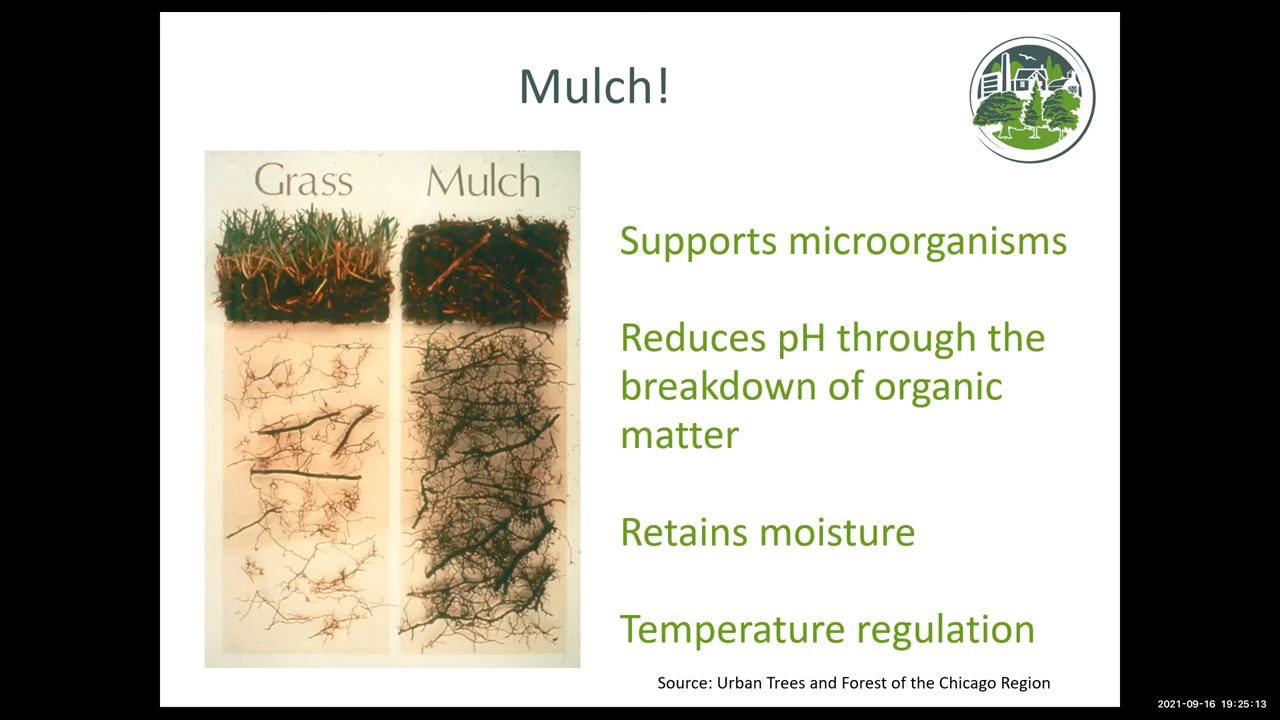 Mulch!
Grass Mulch
Supports microorganisms
Reduces pH through the
breakdown of organic
matter
Retains moisture
Temperature regulation
Source: Urban Trees and Forest of the Chicago Region
2021-09-16 19:25:13